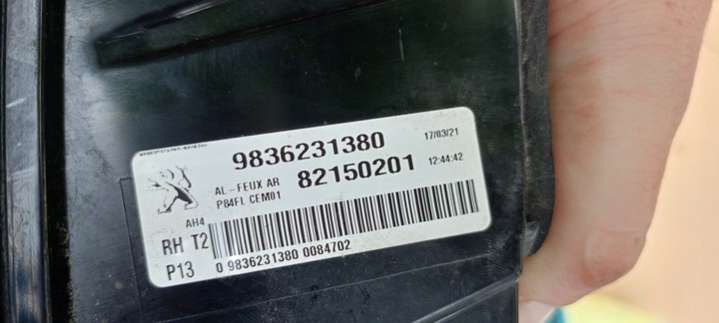 9836231380
17/03/21
AL-FEUX AR 82150201 12:44:42
P84FL CEM01
AH4
RH T2
P13 0 9836231380 0084702